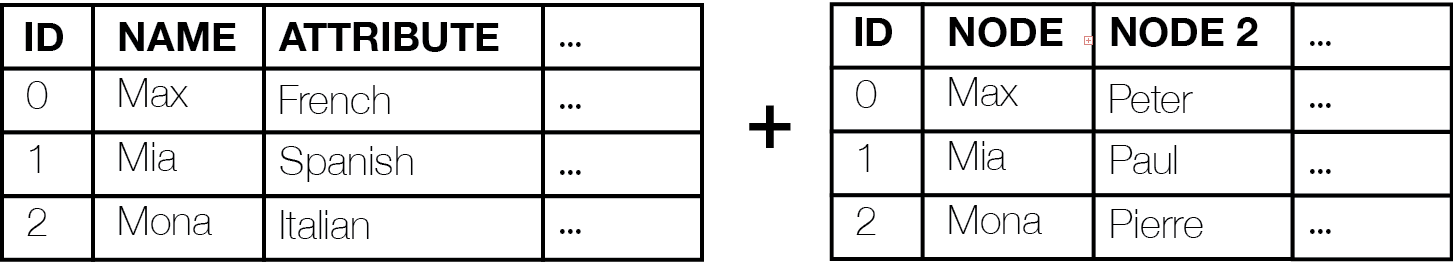 ID NAME ATTRIBUTE ...
0 Max French ...
1 Mia Spanish ...
2 Mona Italian ...
+
ID NODE NODE 2 ...
0 Max Peter ...
1 Mia Paul ...
2 Mona Pierre ...